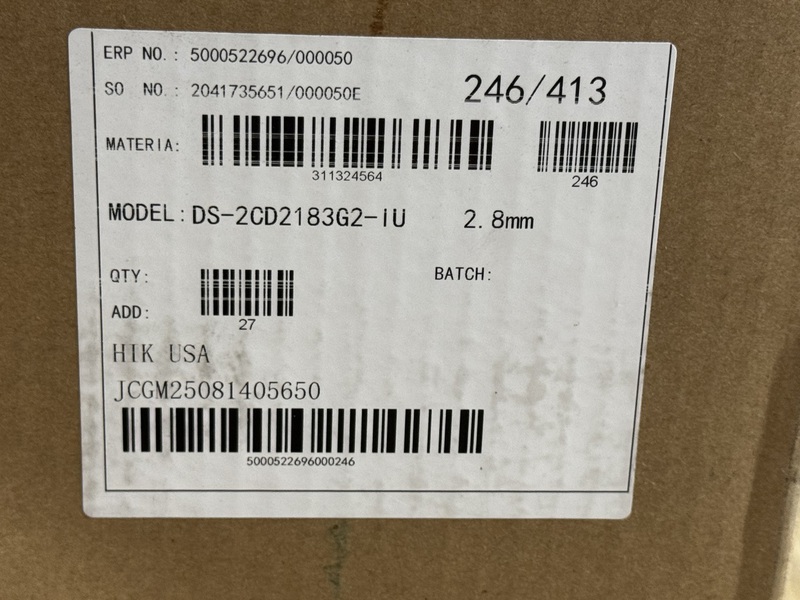 ERP NO.: 5000522696/000050
SO NO.: 2041735651/000050E
246/413
MATERIA:
311324564
246
MODEL: DS-2CD2183G2-IU 2.8mm
QTY:
BATCH:
ADD:
27
HIK USA
JCGM25081405650
5000522696000246